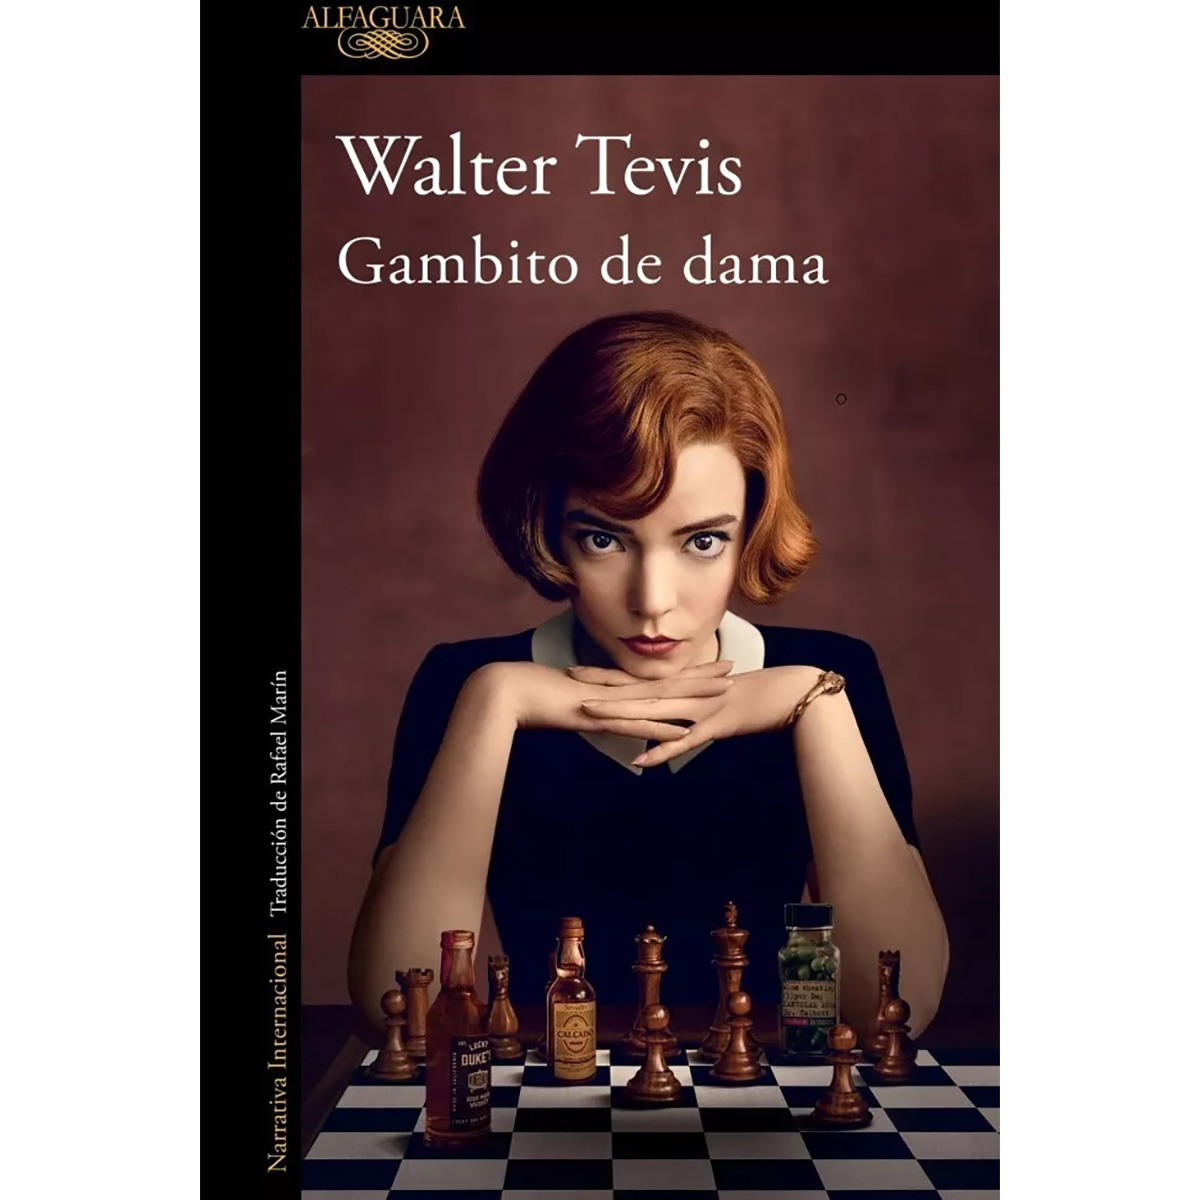 ALFAGUARA
Walter Tevis
Gambito de dama
Narrativa Internacional Traducción de Rafael Marín
LUCKY
DUKE'S
CALCADO